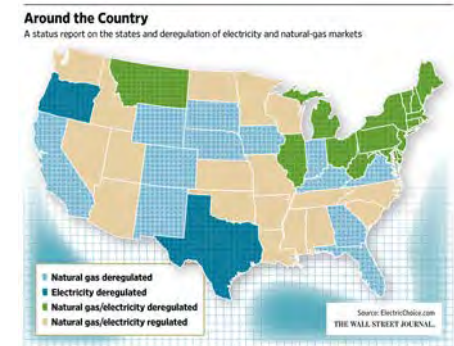 Around the Country
A status report on the states and deregulation of electricity and natural-gas markets
Natural gas deregulated
Electricity deregulated
Natural gas/electricity deregulated
Natural gas/electricity regulated
Source: ElectricChoice.com
THE WALL STREET JOURNAL.